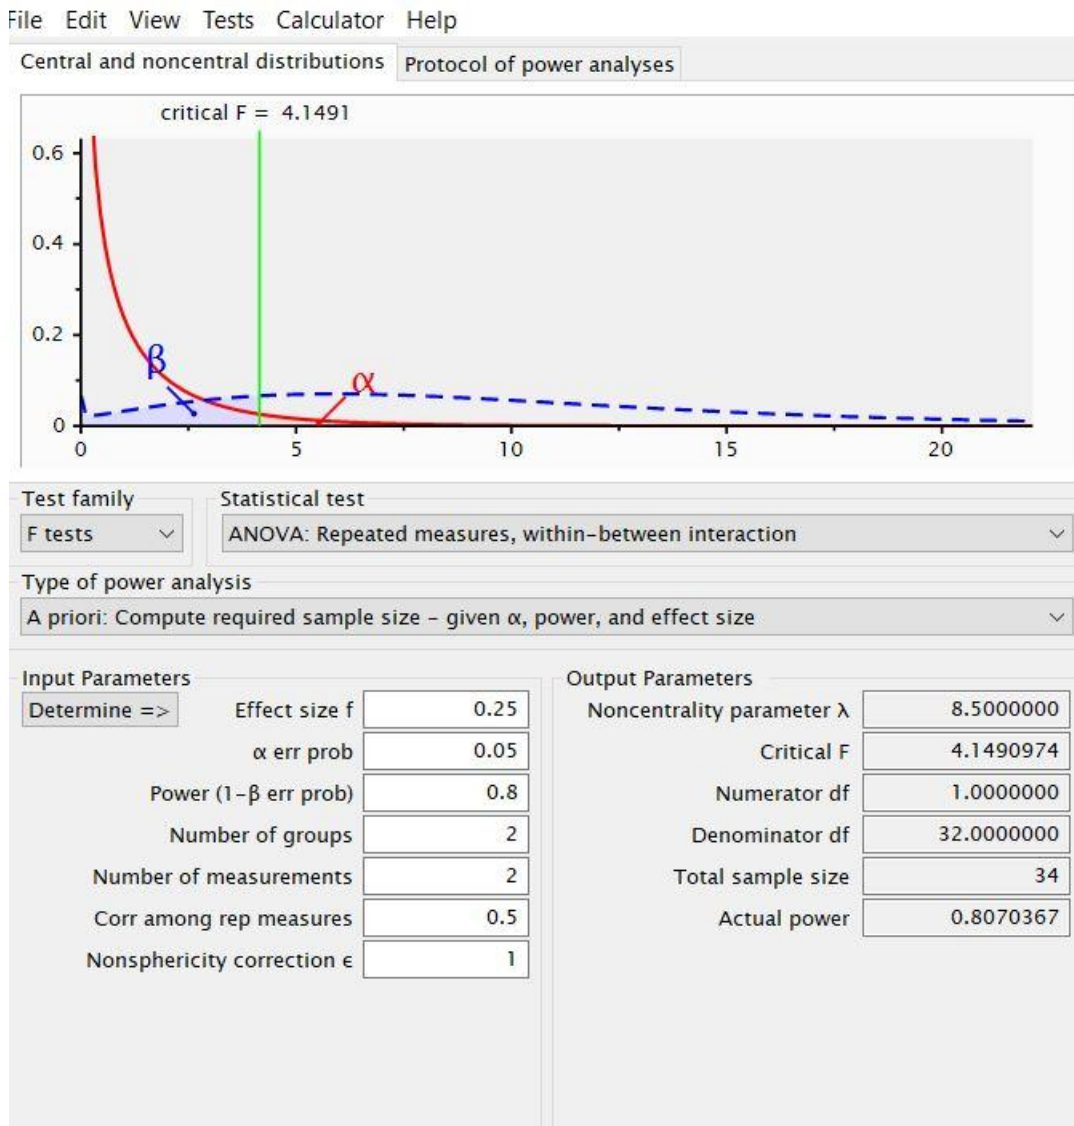 File Edit View Tests Calculator Help
Central and noncentral distributions Protocol of power analyses
critical F = 4.1491
0.6
0.4
0.2
β
α
0
0 5 10 15 20
Test family Statistical test
F tests ANOVA: Repeated measures, within-between interaction
Type of power analysis
A priori: Compute required sample size - given α, power, and effect size
Input Parameters
Determine => Effect size f 0.25
α err prob 0.05
Power (1-β err prob) 0.8
Number of groups 2
Number of measurements 2
Corr among rep measures 0.5
Nonsphericity correction ϵ 1
Output Parameters
Noncentrality parameter λ 8.5000000
Critical F 4.1490974
Numerator df 1.0000000
Denominator df 32.0000000
Total sample size 34
Actual power 0.8070367